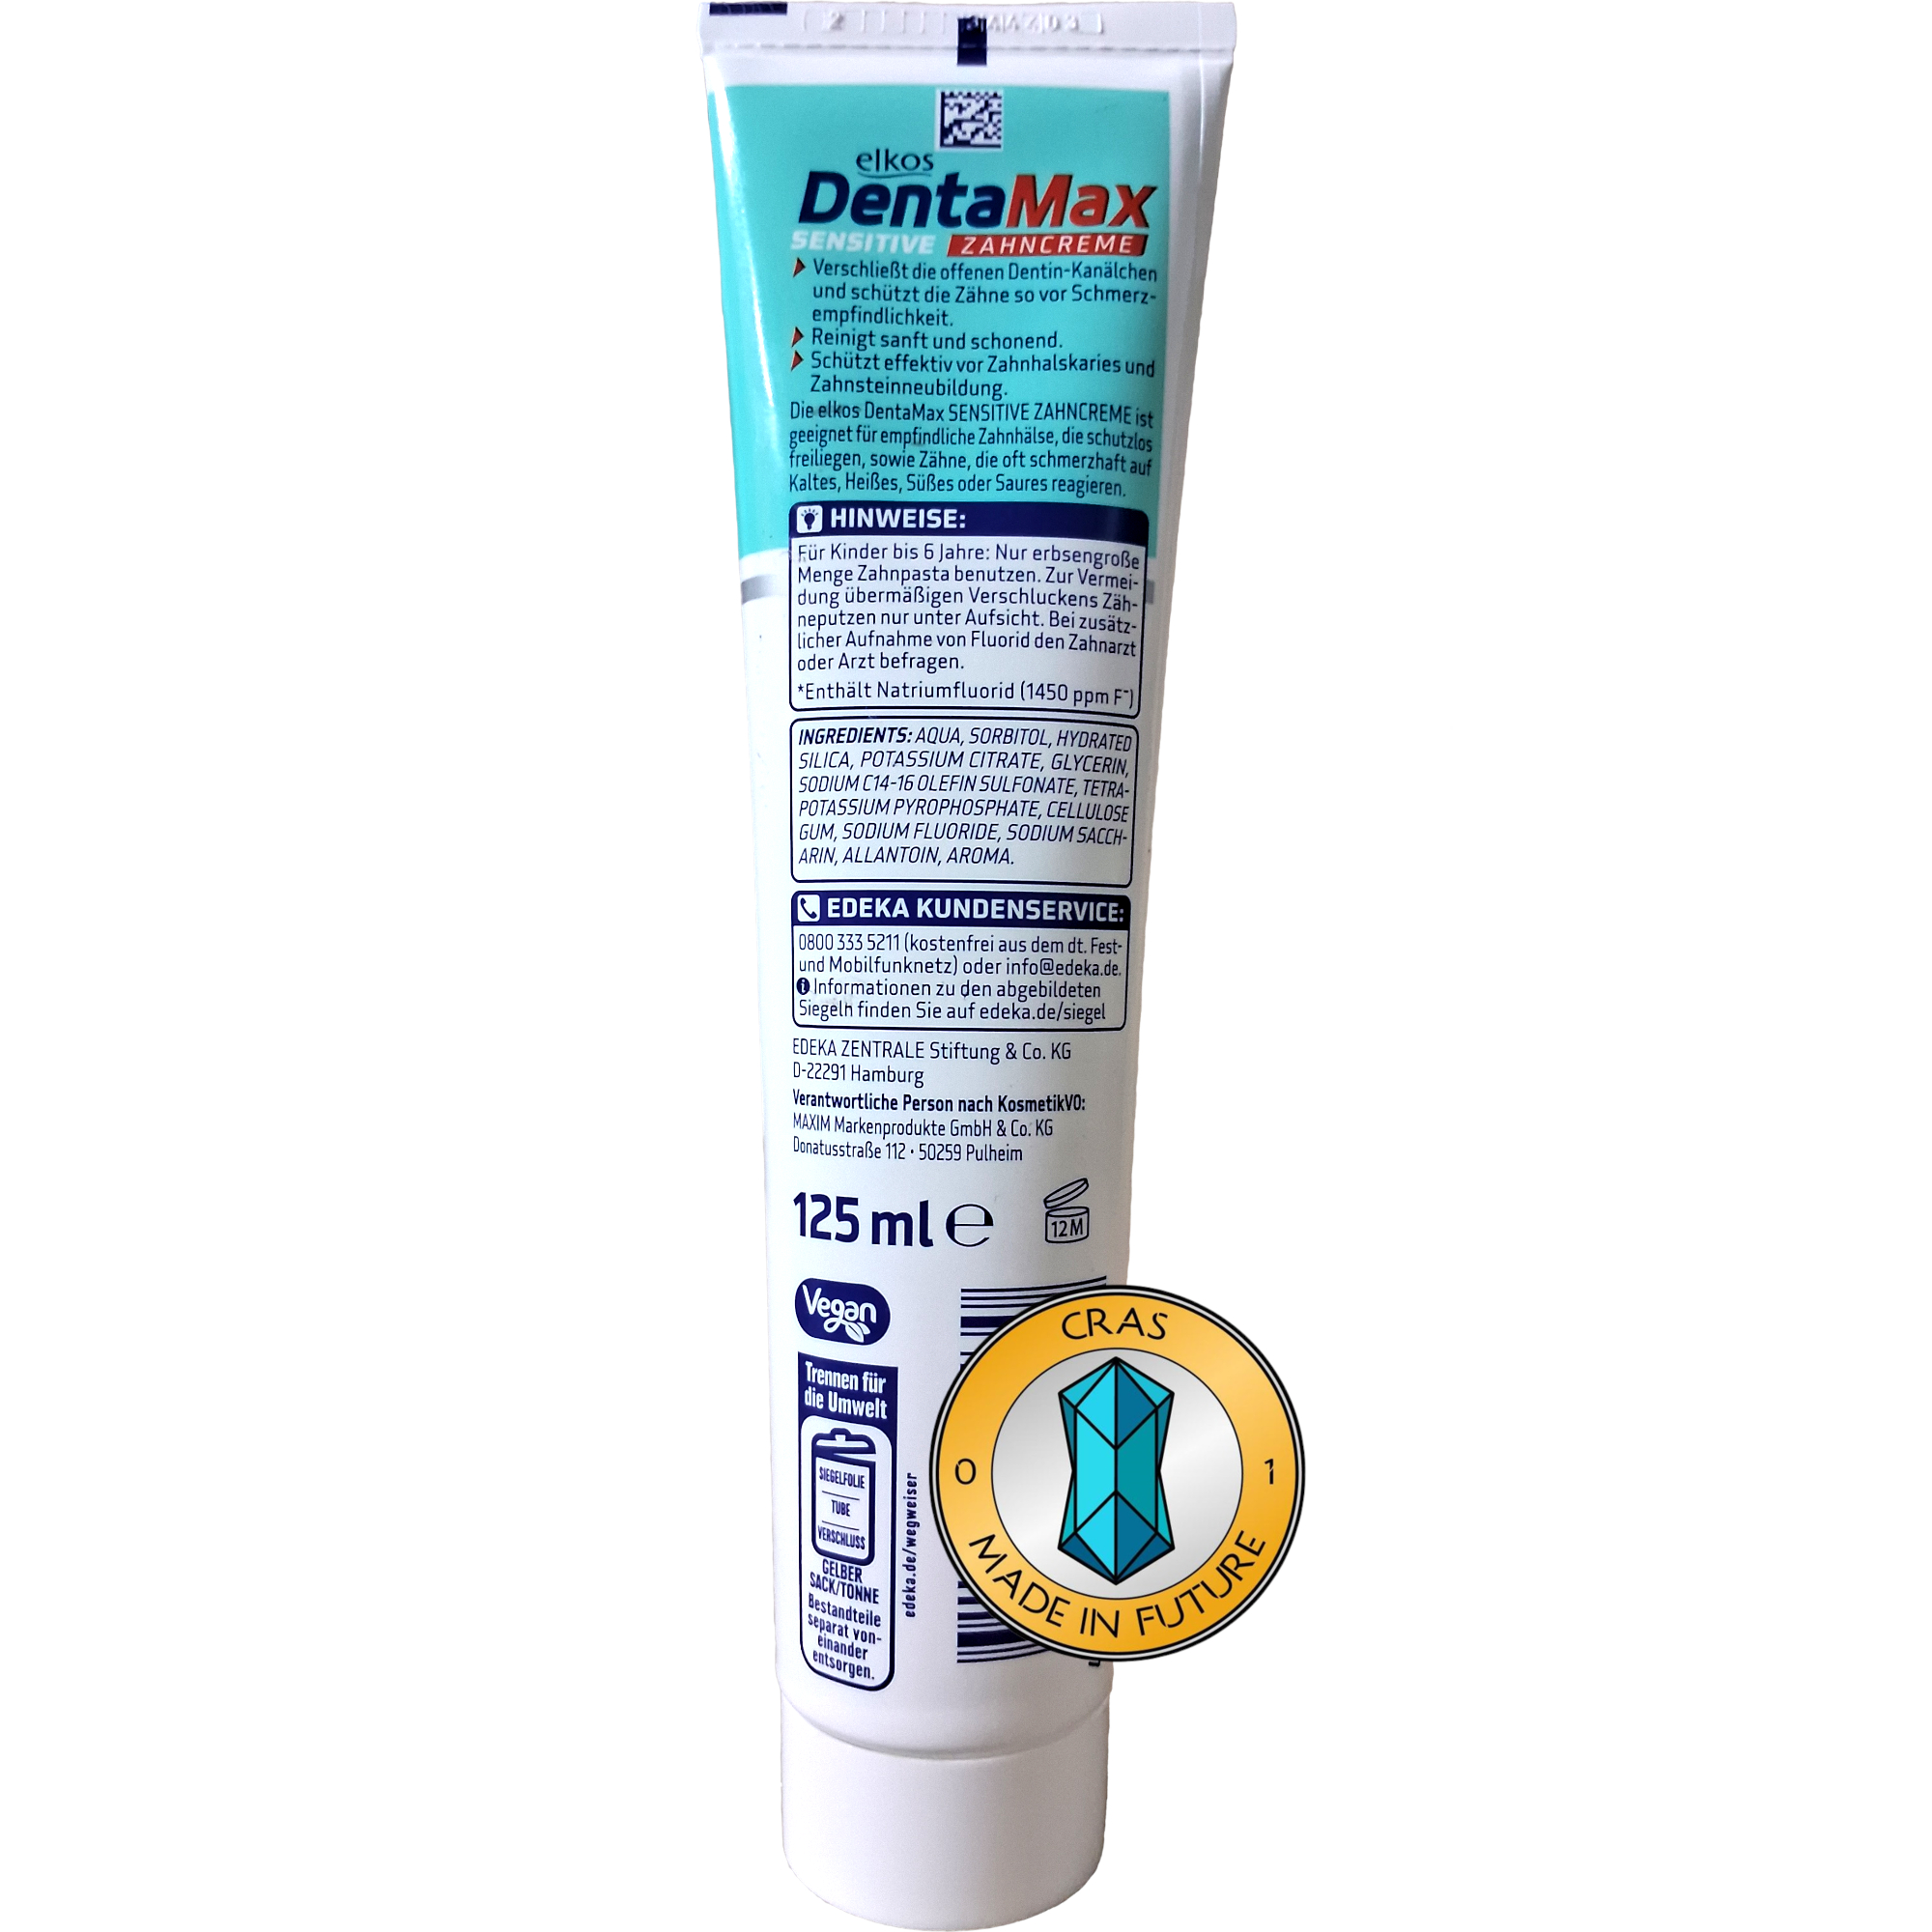 elkos
DentaMax
SENSITIVE ZAHNCREME
Verschließt die offenen Dentin-Kanälchen
und schützt die Zähne so vor Schmerz-
empfindlichkeit.
Reinigt sanft und schonend.
Schützt effektiv vor Zahnhalskaries und
Zahnsteinneubildung.
Die elkos DentaMax SENSITIVE ZAHNCREME ist
geeignet für empfindliche Zahnhälse, die schutzlos
freiliegen, sowie Zähne, die oft schmerzhaft auf
Kaltes, Heißes, Süßes oder Saures reagieren.
HINWEISE:
Für Kinder bis 6 Jahre: Nur erbsengroße
Menge Zahnpasta benutzen. Zur Vermei-
dung übermäßigen Verschluckens Zäh-
neputzen nur unter Aufsicht. Bei zusätz-
licher Aufnahme von Fluorid den Zahnarzt
oder Arzt befragen.
*Enthält Natriumfluorid (1450 ppm F⁻)
INGREDIENTS: AQUA, SORBITOL, HYDRATED
SILICA, POTASSIUM CITRATE, GLYCERIN,
SODIUM C14-16 OLEFIN SULFONATE, TETRA-
POTASSIUM PYROPHOSPHATE, CELLULOSE
GUM, SODIUM FLUORIDE, SODIUM SACCH-
ARIN, ALLANTOIN, AROMA.
EDEKA KUNDENSERVICE:
0800 333 5211 (kostenfrei aus dem dt. Fest-
und Mobilfunknetz) oder info@edeka.de.
Informationen zu den abgebildeten
Siegeln finden Sie auf edeka.de/siegel
EDEKA ZENTRALE Stiftung & Co. KG
D-22291 Hamburg
Verantwortliche Person nach KosmetikVO:
MAXIM Markenprodukte GmbH & Co. KG
Donatusstraße 112 • 50259 Pulheim
125 ml e
12M
Vegan
Trennen für
die Umwelt
SIEGELFOLIE
TUBE
VERSCHLUSS
GELBER
SACK/TONNE
Bestandteile
separat von-
einander
entsorgen.
edeka.de/wegweiser
CRAS
0 1
MADE IN FUTURE